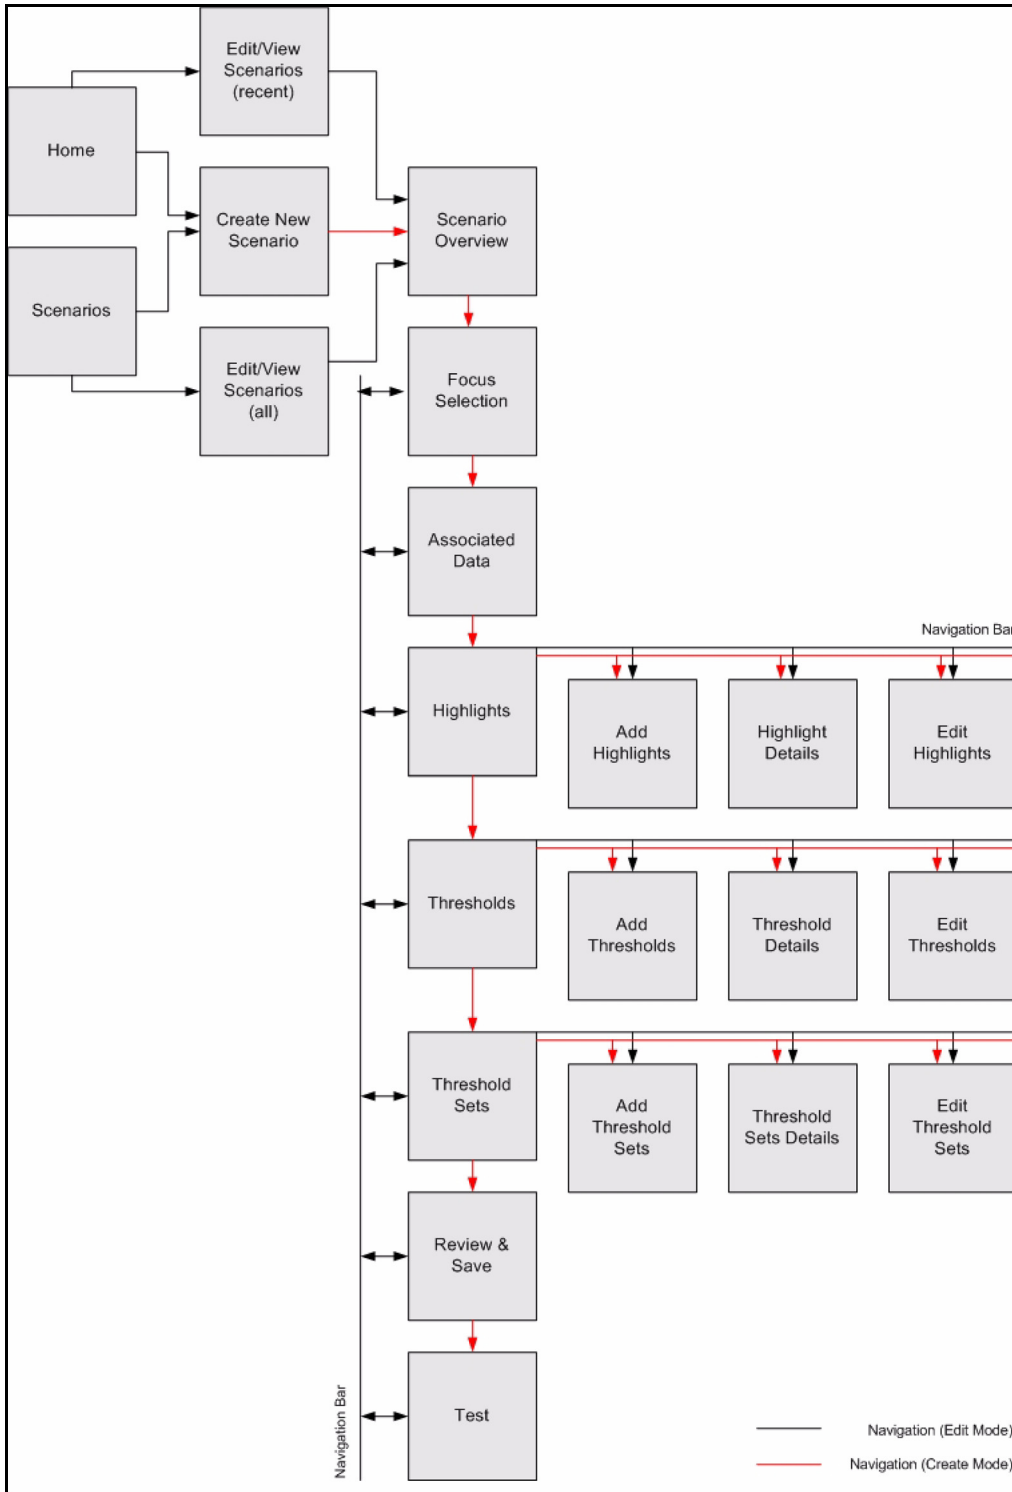 Edit/View
Scenarios
(recent)
Home
Create New
Scenario
Scenario
Overview
Scenarios
Edit/View
Scenarios
(all)
Focus
Selection
Associated
Data
Navigation Bar
Highlights
Add
Highlights
Highlight
Details
Edit
Highlights
Thresholds
Add
Thresholds
Threshold
Details
Edit
Thresholds
Threshold
Sets
Add
Threshold
Sets
Threshold
Sets Details
Edit
Threshold
Sets
Review &
Save
Test
Navigation Bar
Navigation (Edit Mode)
Navigation (Create Mode)